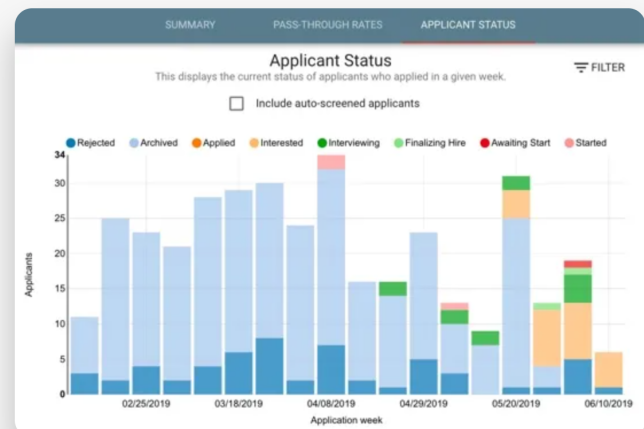 SUMMARY PASS-THROUGH RATES APPLICANT STATUS
Applicant Status
This displays the current status of applicants who applied in a given week.
FILTER
Include auto-screened applicants
Rejected Archived Applied Interested Interviewing Finalizing Hire Awaiting Start Started
34
30
25
20
15
10
5
0
Applicants
02/25/2019 03/18/2019 04/08/2019 04/29/2019 05/20/2019 06/10/2019
Application week